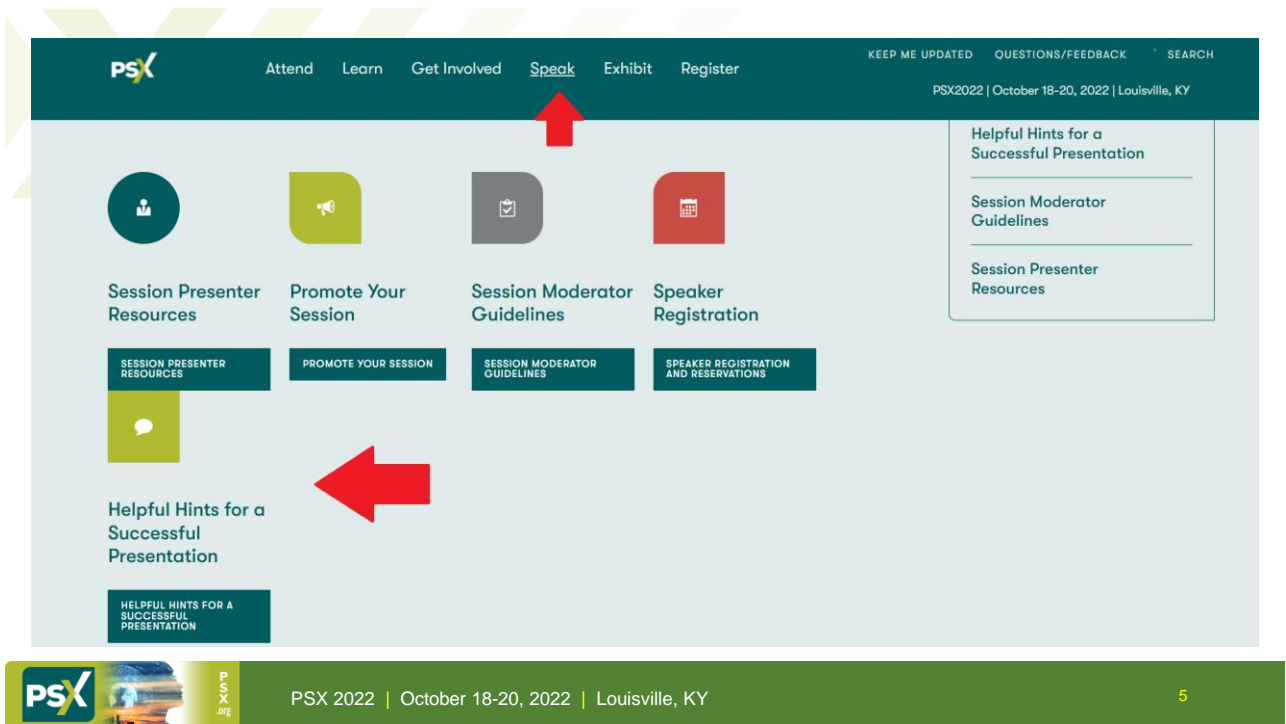 PSX
Attend Learn Get Involved Speak Exhibit Register
KEEP ME UPDATED QUESTIONS/FEEDBACK SEARCH
PSX2022 | October 18-20, 2022 | Louisville, KY
Helpful Hints for a
Successful Presentation
Session Moderator
Guidelines
Session Presenter
Resources
Session Presenter
Resources
SESSION PRESENTER
RESOURCES
Promote Your
Session
PROMOTE YOUR SESSION
Session Moderator
Guidelines
SESSION MODERATOR
GUIDELINES
Speaker
Registration
SPEAKER REGISTRATION
AND RESERVATIONS
Helpful Hints for a
Successful
Presentation
HELPFUL HINTS FOR A
SUCCESSFUL
PRESENTATION
PSX
PSX.org
PSX 2022 | October 18-20, 2022 | Louisville, KY
5